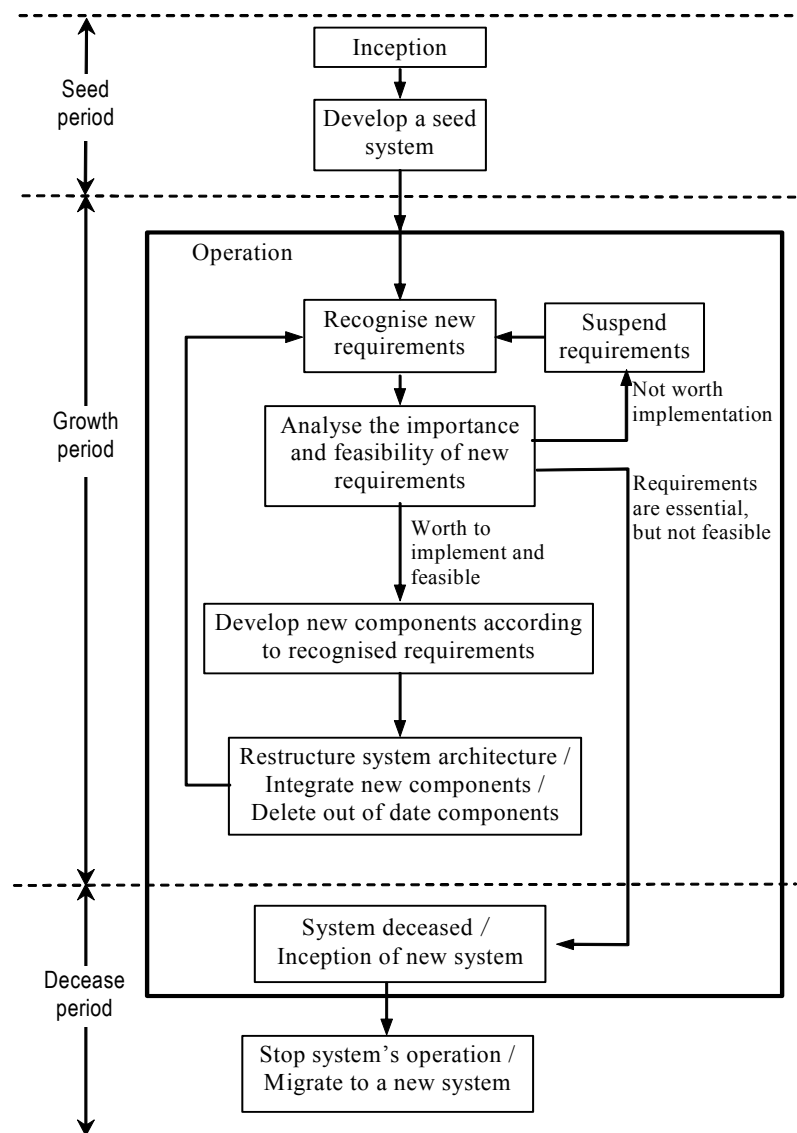 Inception
Seed
period
Develop a seed
system
Operation
Recognise new
requirements
Suspend
requirements
Not worth
implementation
Growth
period
Analyse the importance
and feasibility of new
requirements
Requirements
are essential,
but not feasible
Worth to
implement and
feasible
Develop new components according
to recognised requirements
Restructure system architecture /
Integrate new components /
Delete out of date components
System deceased /
Inception of new system
Decease
period
Stop system’s operation /
Migrate to a new system